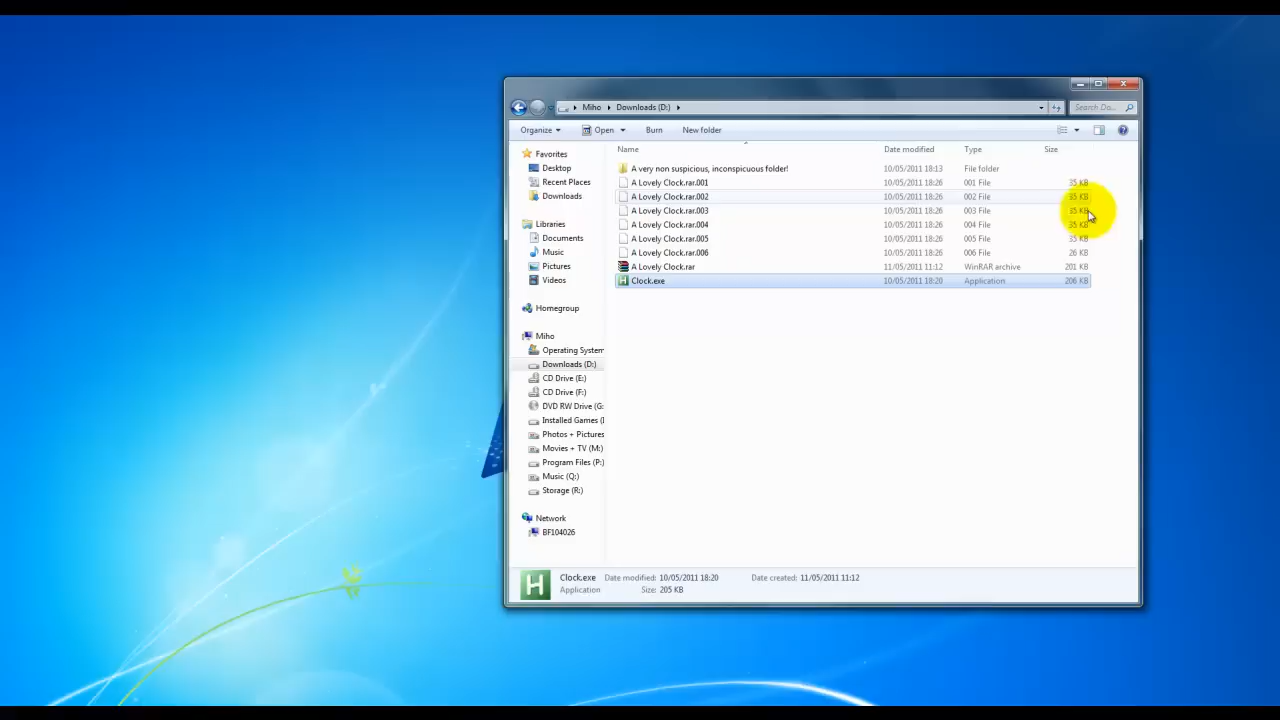 Miho Downloads (D:) Search Do...
Organize Open Burn New folder
Name Date modified Type Size
Favorites
Desktop
Recent Places
Downloads
Libraries
Documents
Music
Pictures
Videos
Homegroup
Miho
Operating System
Downloads (D:)
CD Drive (E:)
CD Drive (F:)
DVD RW Drive (G:
Installed Games (
Photos + Pictures
Movies + TV (M:)
Program Files (P:)
Music (Q:)
Storage (R:)
Network
BF104026
A very non suspicious, inconspicuous folder! 10/05/2011 18:13 File folder
A Lovely Clock.rar.001 10/05/2011 18:26 001 File 35 KB
A Lovely Clock.rar.002 10/05/2011 18:26 002 File 35 KB
A Lovely Clock.rar.003 10/05/2011 18:26 003 File 35 KB
A Lovely Clock.rar.004 10/05/2011 18:26 004 File 35 KB
A Lovely Clock.rar.005 10/05/2011 18:26 005 File 35 KB
A Lovely Clock.rar.006 10/05/2011 18:26 006 File 26 KB
A Lovely Clock.rar 11/05/2011 11:12 WinRAR archive 201 KB
Clock.exe 10/05/2011 18:20 Application 206 KB
H
Clock.exe Date modified: 10/05/2011 18:20 Date created: 11/05/2011 11:12
Application Size: 205 KB